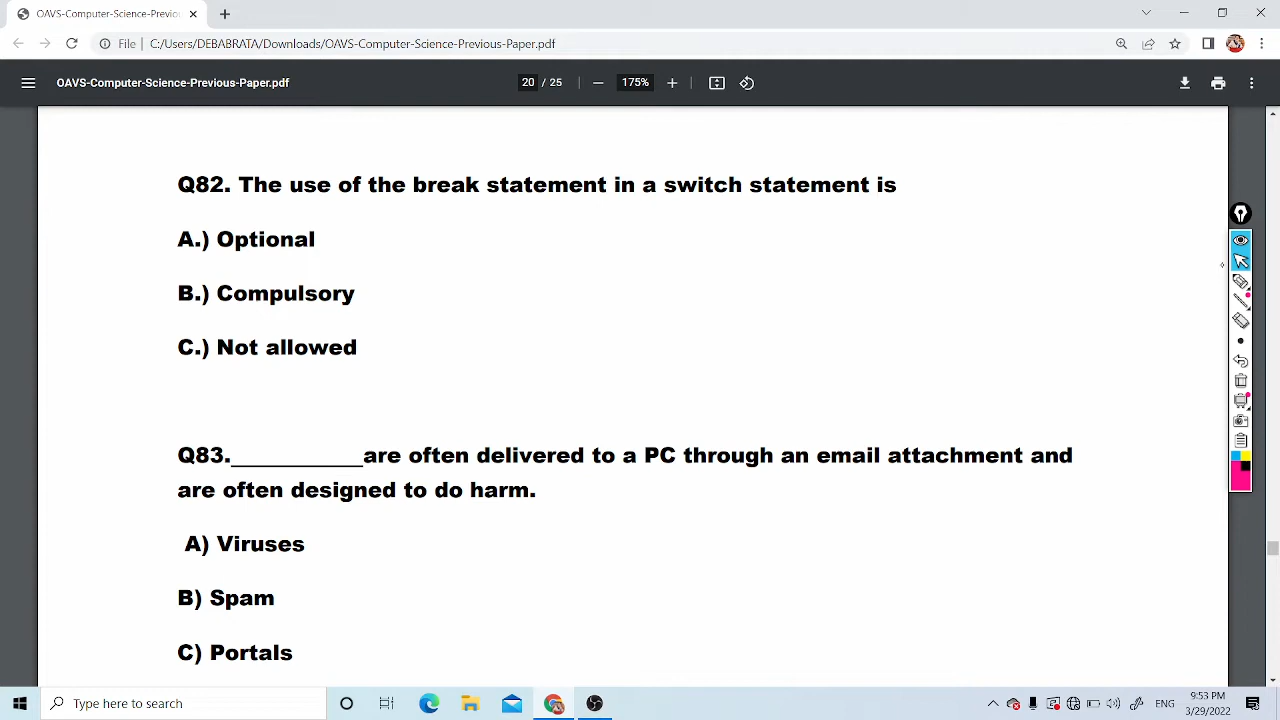 OAVS-Computer-Science-Previo
File
C:/Users/DEBABRATA/Downloads/OAVS-Computer-Science-Previous-Paper.pdf
OAVS-Computer-Science-Previous-Paper.pdf
20 / 25
175%
Q82. The use of the break statement in a switch statement is
A.) Optional
B.) Compulsory
C.) Not allowed
Q83.___________are often delivered to a PC through an email attachment and
are often designed to do harm.
A) Viruses
B) Spam
C) Portals
Type here to search
ENG
9:53 PM
3/29/2022